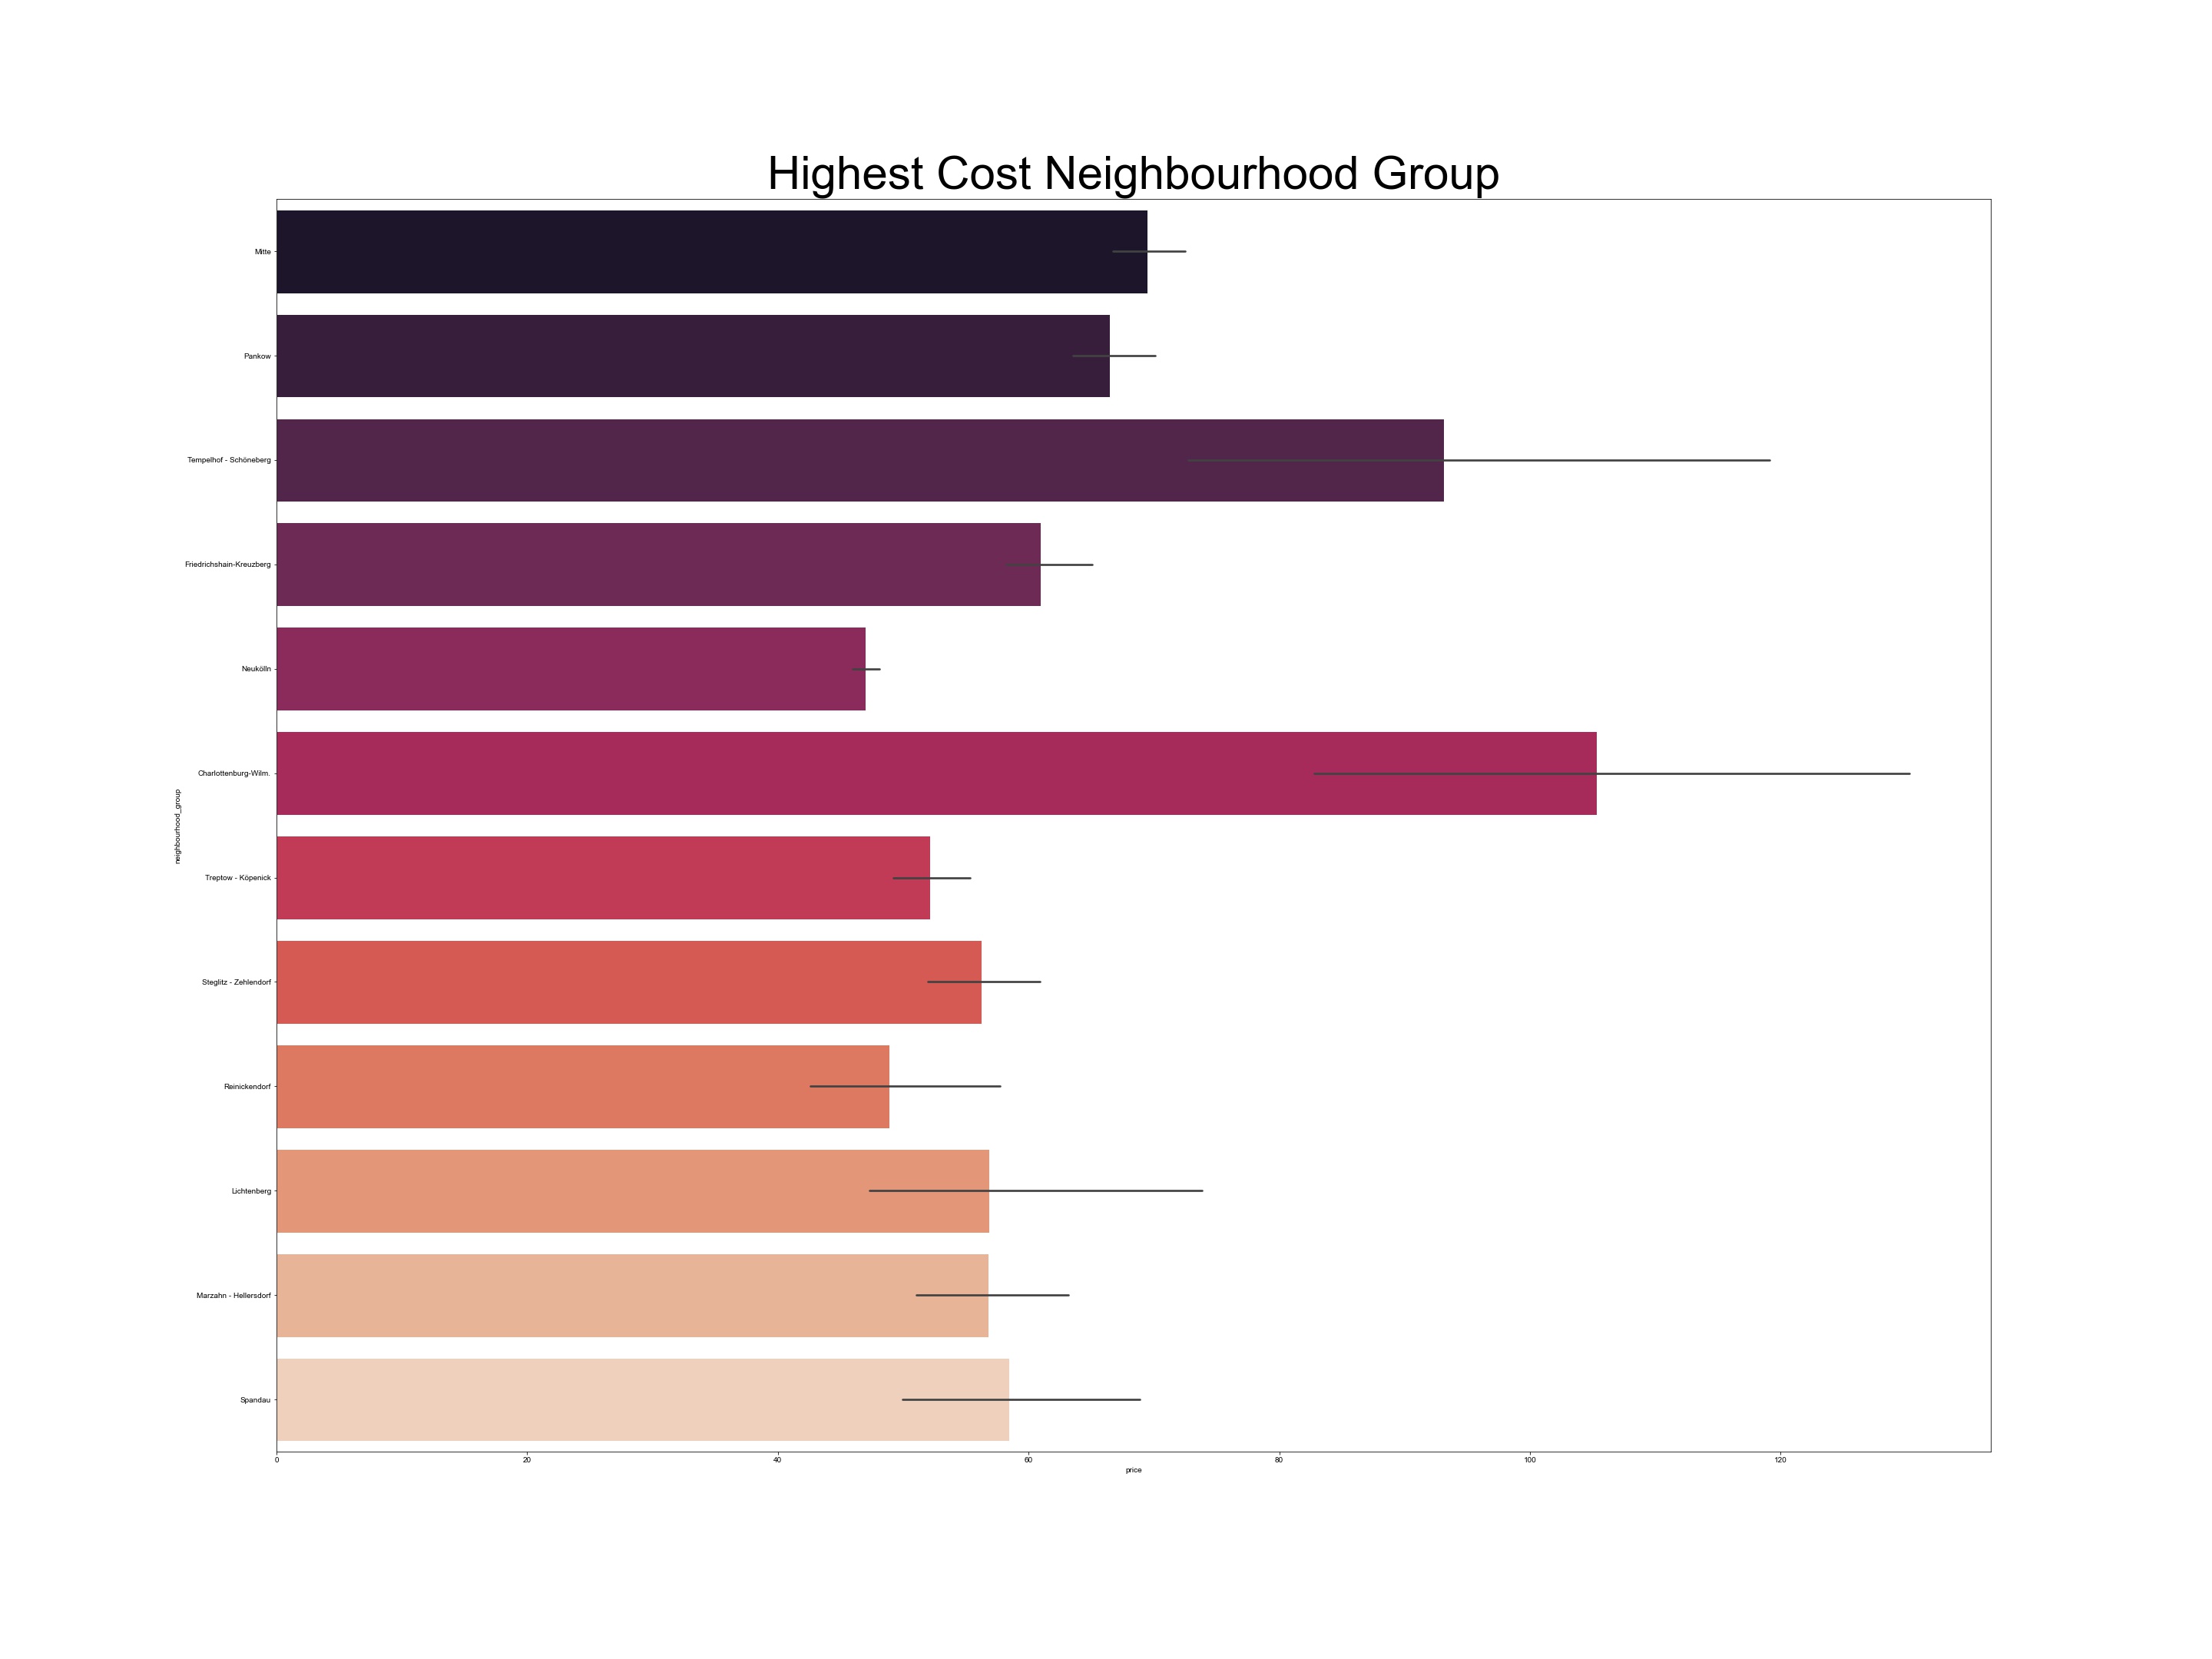 Highest Cost Neighbourhood Group
Mitte
Pankow
Tempelhof - Schöneberg
Friedrichshain-Kreuzberg
Neukölln
Charlottenburg-Wilm.
Treptow - Köpenick
Steglitz - Zehlendorf
Reinickendorf
Lichtenberg
Marzahn - Hellersdorf
Spandau
neighbourhood_group
0 20 40 60 80 100 120
price